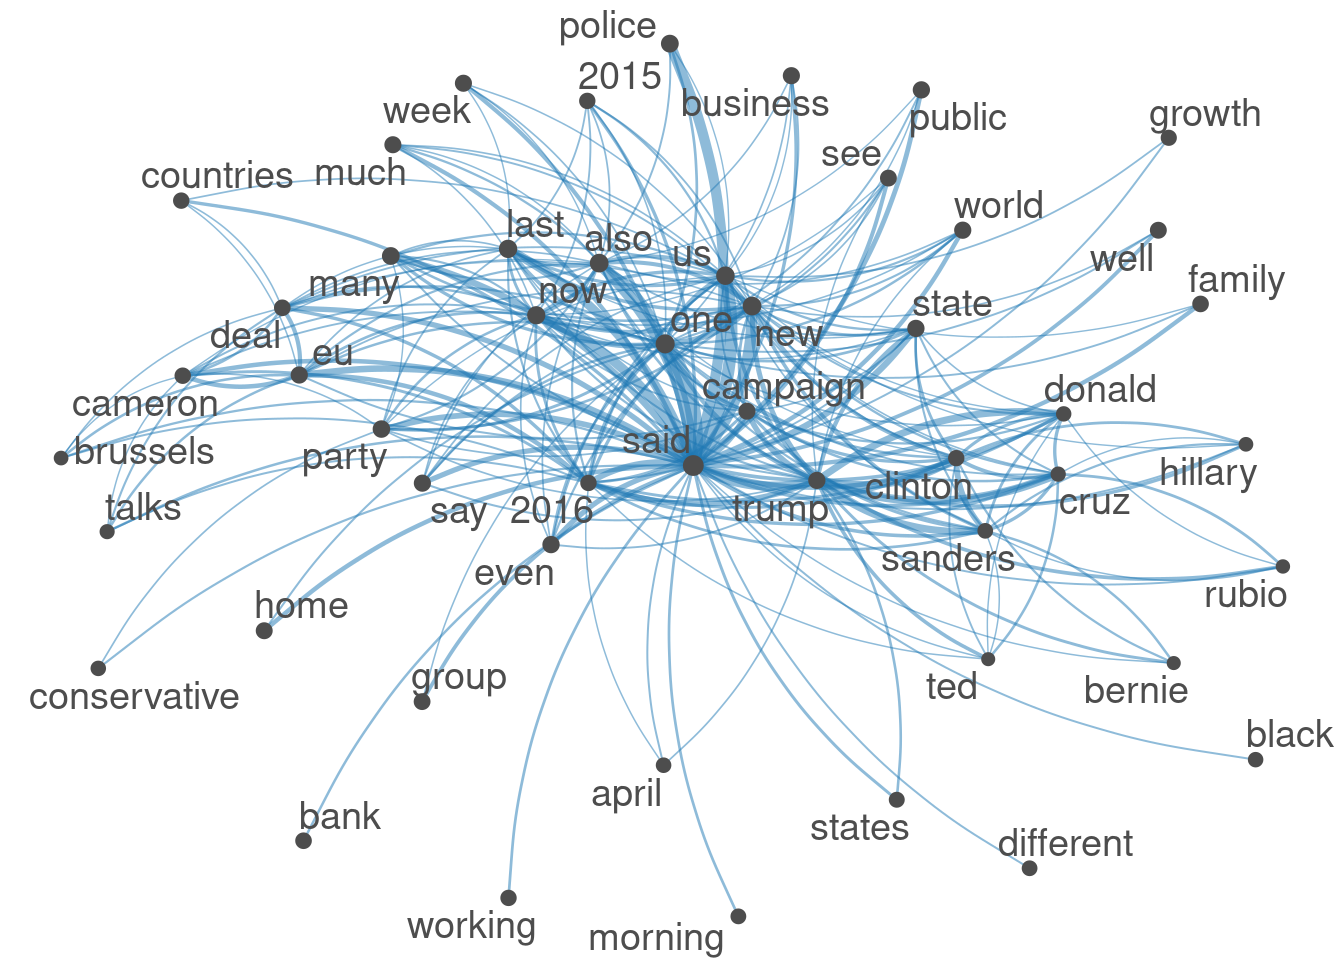 police
2015
week
business
public
growth
see
much
countries
world
last
also
us
well
family
many
now
state
deal
one
new
eu
campaign
donald
cameron
said
brussels
party
hillary
clinton
talks
say
2016
trump
cruz
sanders
even
rubio
home
group
ted
bernie
conservative
black
april
bank
states
different
working
morning